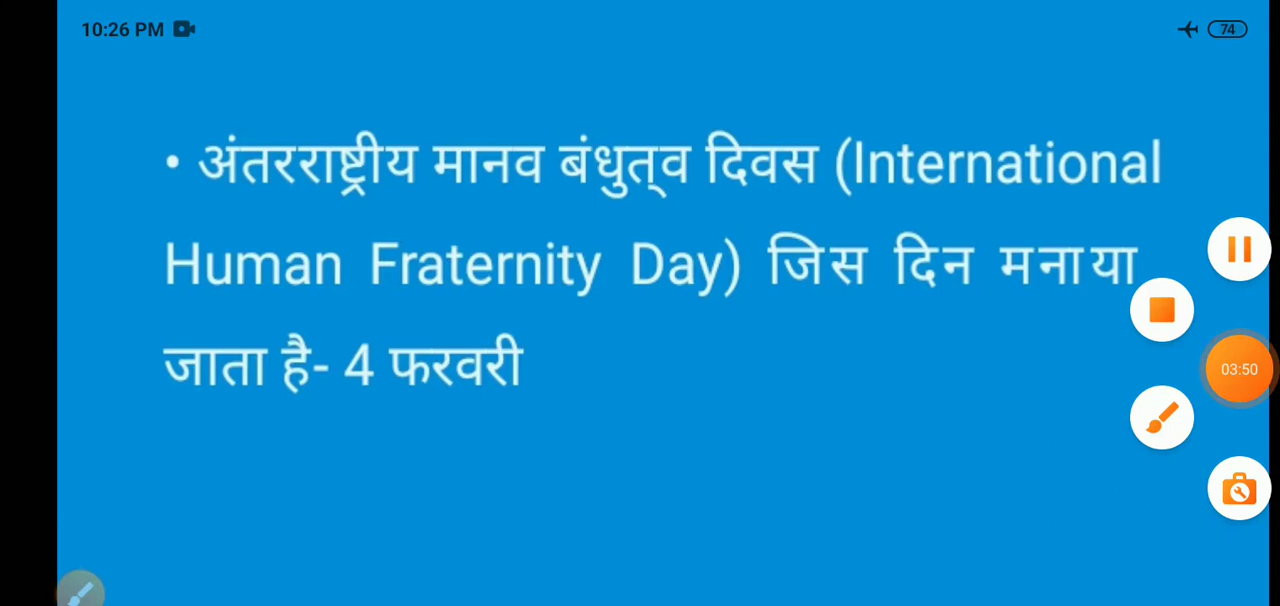 10:26 PM
74
• अंतरराष्ट्रीय मानव बंधुत्व दिवस (International
Human Fraternity Day) जिस दिन मनाया
जाता है- 4 फरवरी
03:50